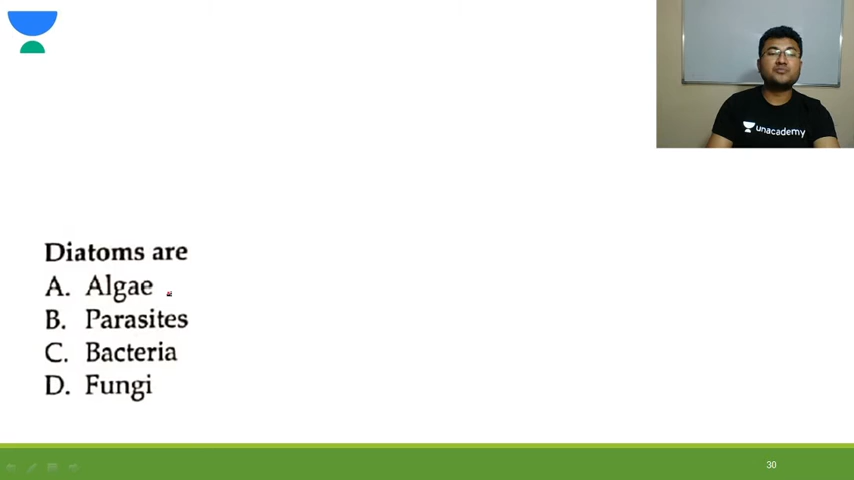 unacademy
Diatoms are
A. Algae
B. Parasites
C. Bacteria
D. Fungi
30